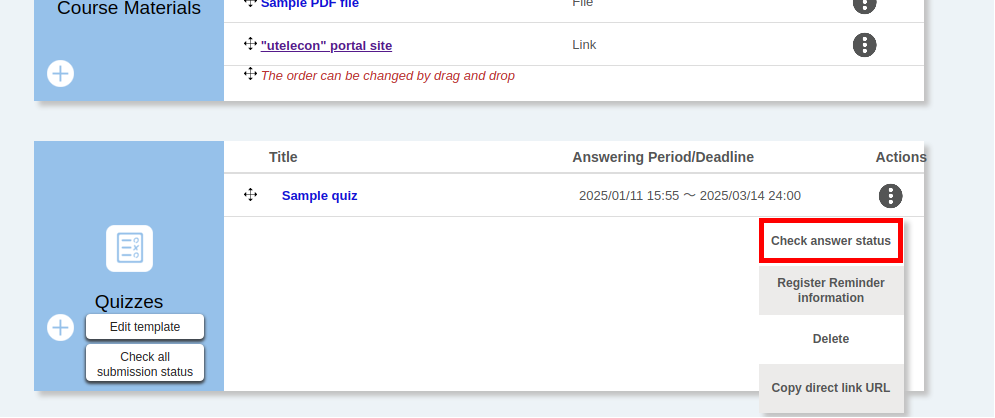 Course Materials
Sample PDF file
File
"utelecon" portal site
Link
The order can be changed by drag and drop
Title
Answering Period/Deadline
Actions
Sample quiz
2025/01/11 15:55 ～ 2025/03/14 24:00
Check answer status
Register Reminder
information
Delete
Copy direct link URL
Quizzes
Edit template
Check all
submission status